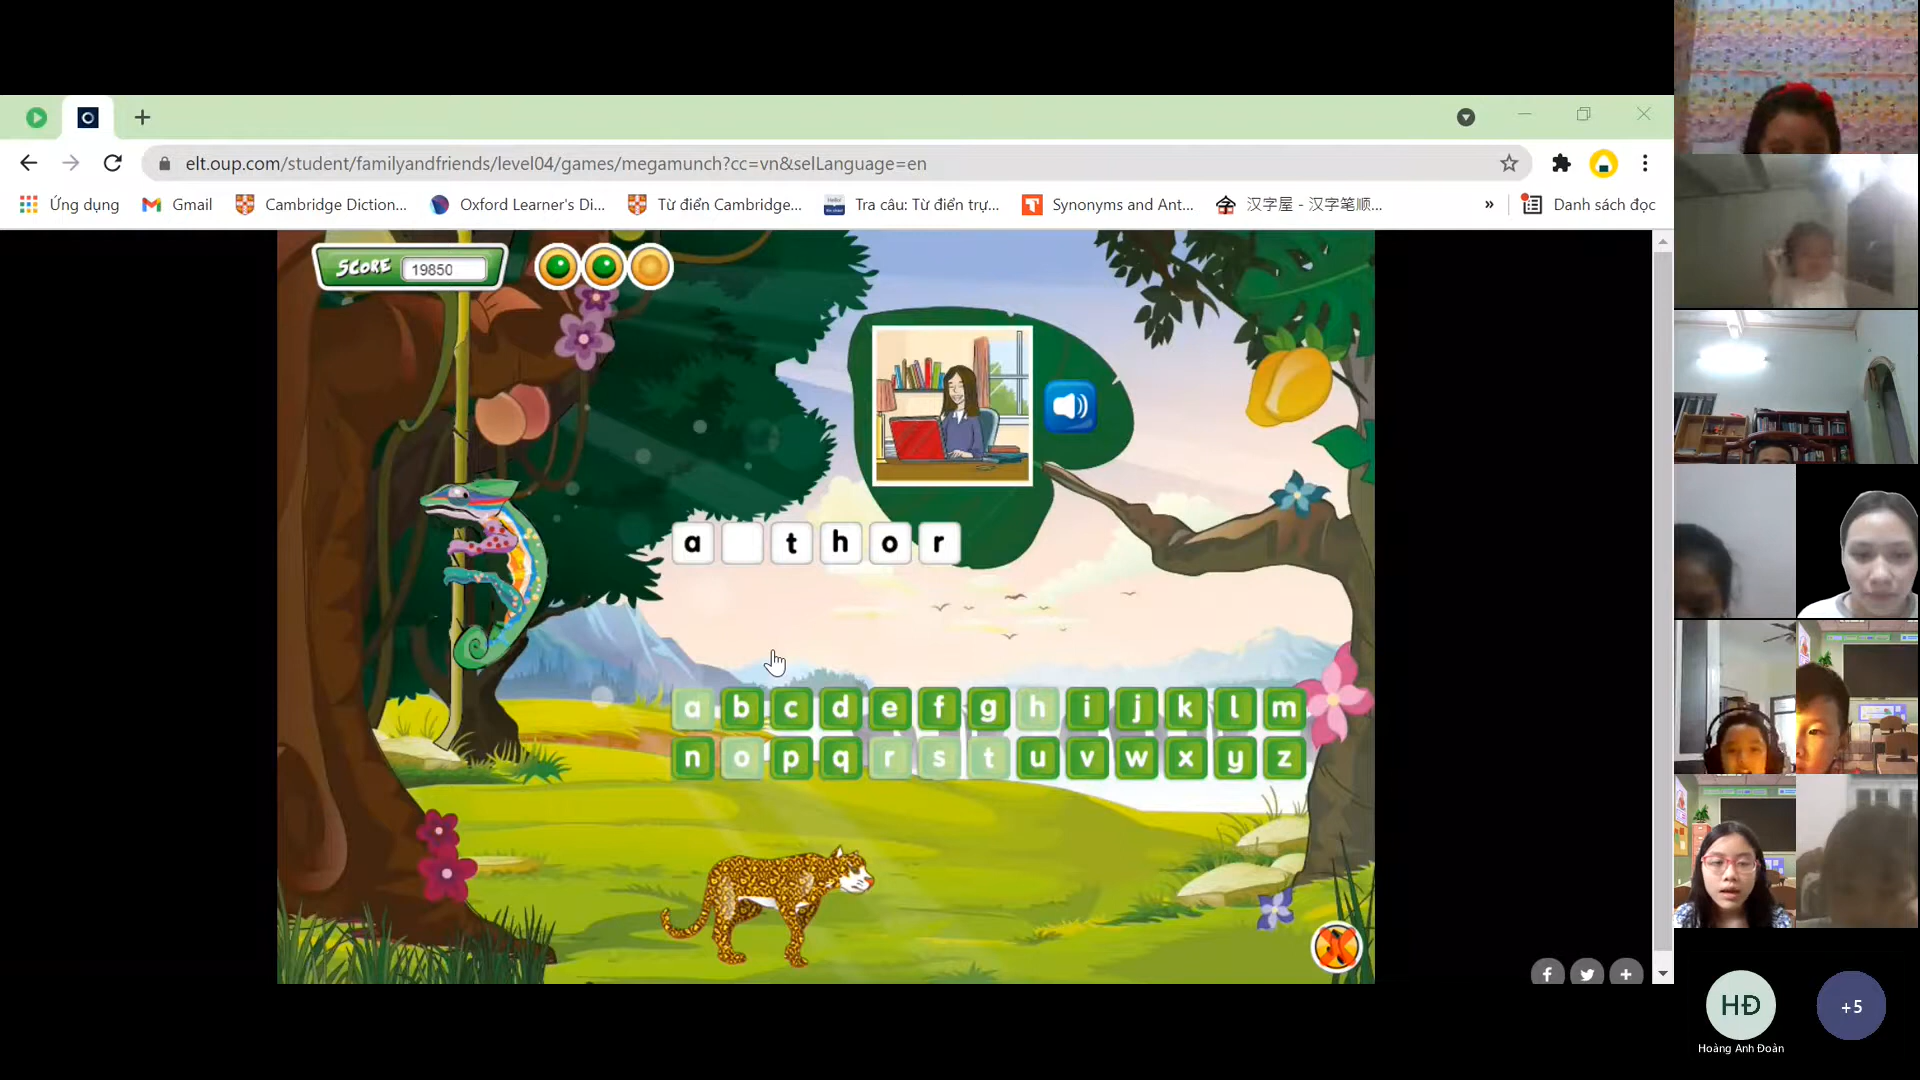 elt.oup.com/student/familyandfriends/level04/games/megamunch?cc=vn&selLanguage=en
Ứng dụng Gmail Cambridge Diction... Oxford Learner's Di... Từ điển Cambridge... Tra câu: Từ điển trự... Synonyms and Ant... 汉字屋 - 汉字笔顺... » Danh sách đọc
SCORE 19850
a t h o r
a b c d e f g h i j k l m
n o p q r s t u v w x y z
HĐ +5
Hoàng Anh Đoàn